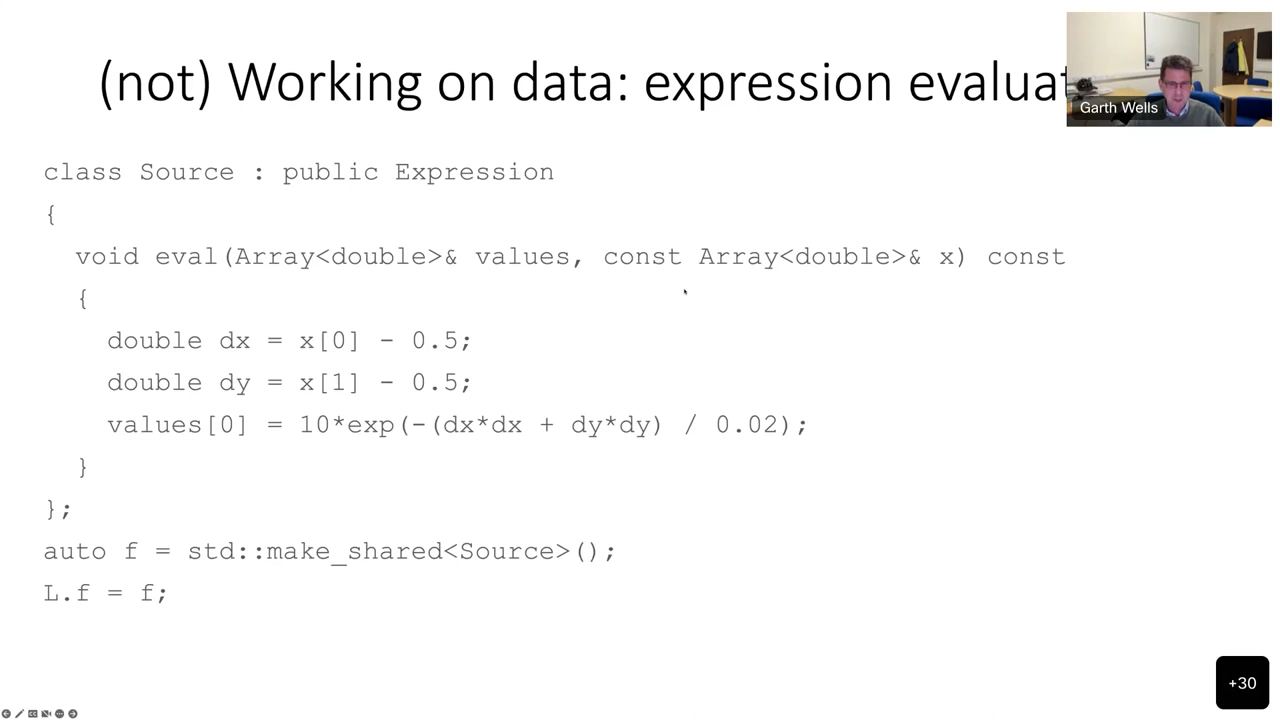 (not) Working on data: expression evaluat
Garth Wells
class Source : public Expression
{
void eval(Array<double>& values, const Array<double>& x) const
{
double dx = x[0] - 0.5;
double dy = x[1] - 0.5;
values[0] = 10*exp(-(dx*dx + dy*dy) / 0.02);
}
};
auto f = std::make_shared<Source>();
L.f = f;
+30